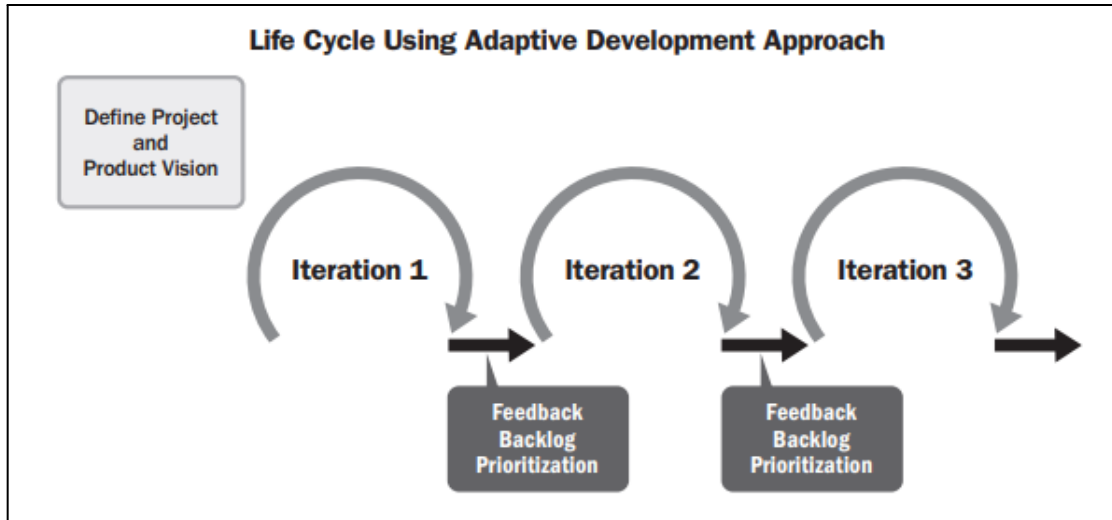 Life Cycle Using Adaptive Development Approach
Define Project
and
Product Vision
Iteration 1
Iteration 2
Iteration 3
Feedback
Backlog
Prioritization
Feedback
Backlog
Prioritization